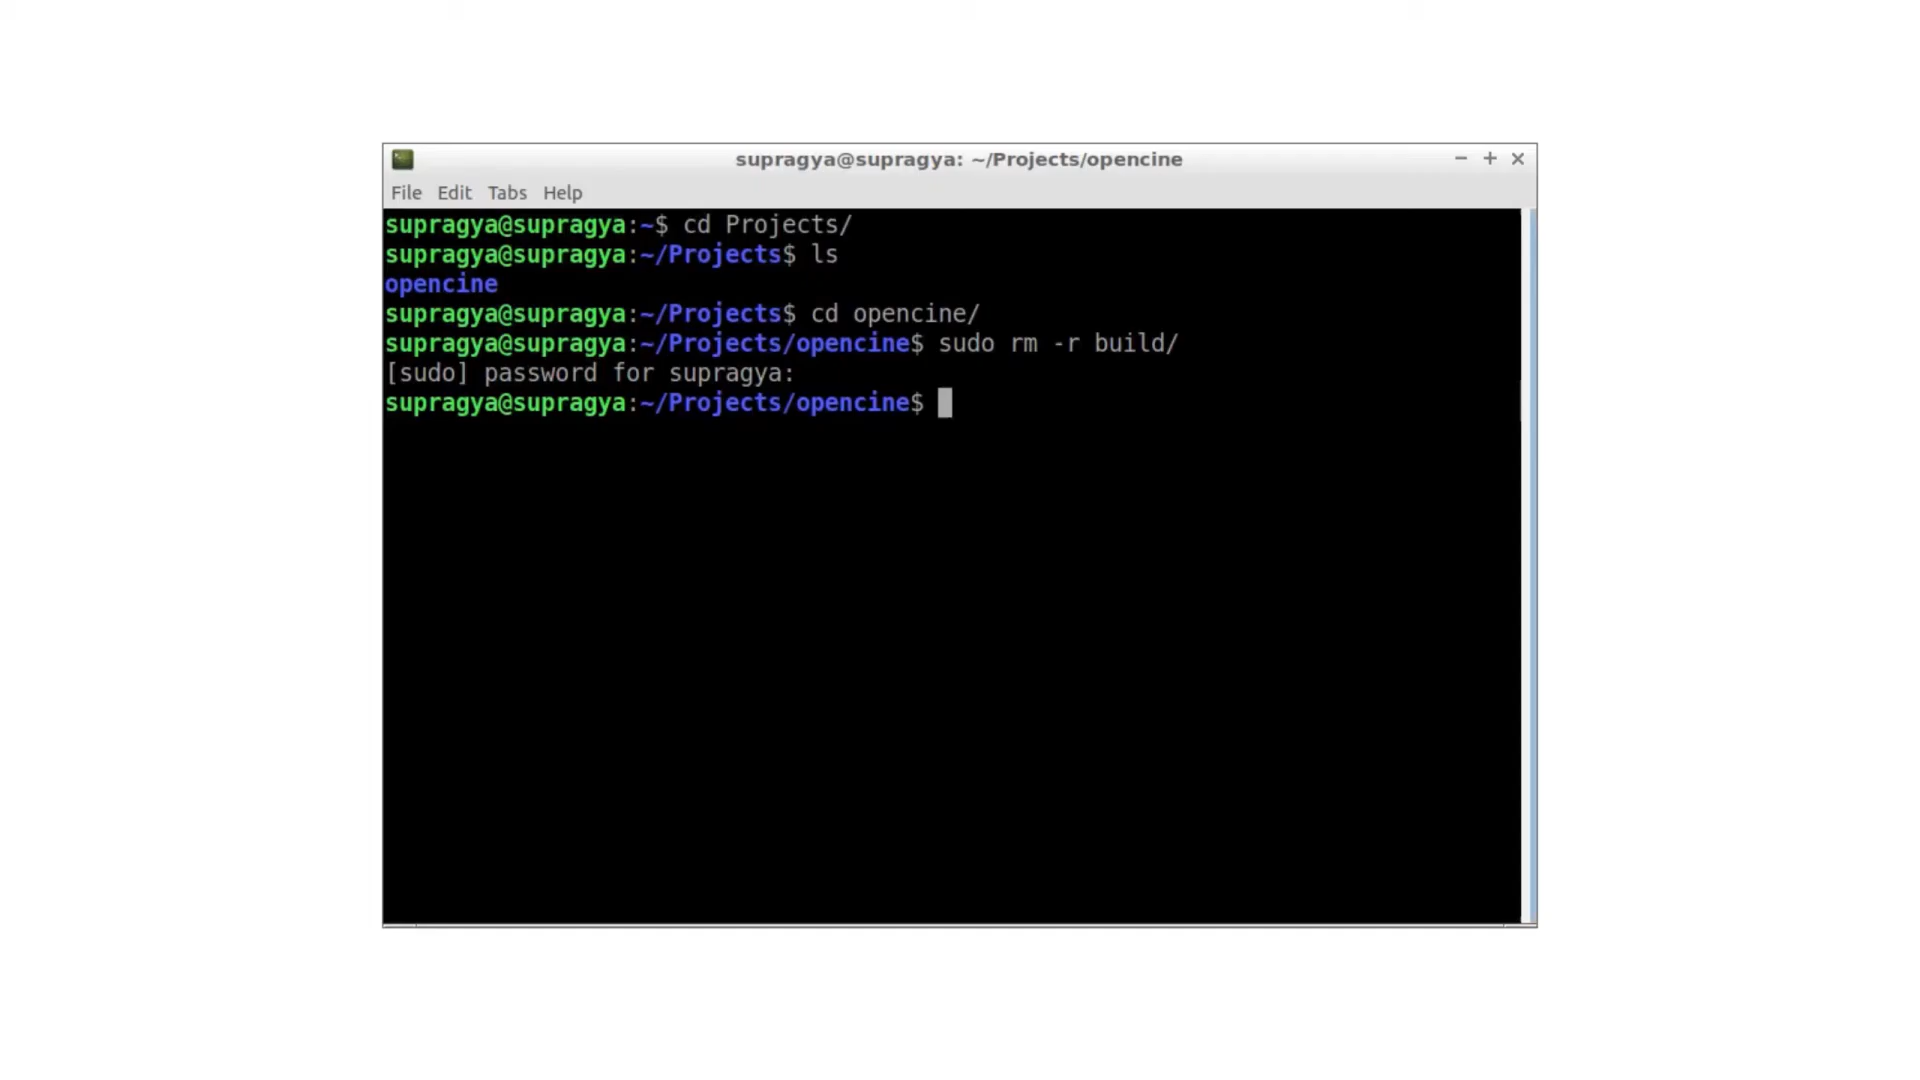 supragya@supragya: ~/Projects/opencine
File Edit Tabs Help
supragya@supragya:~$ cd Projects/
supragya@supragya:~/Projects$ ls
opencine
supragya@supragya:~/Projects$ cd opencine/
supragya@supragya:~/Projects/opencine$ sudo rm -r build/
[sudo] password for supragya:
supragya@supragya:~/Projects/opencine$